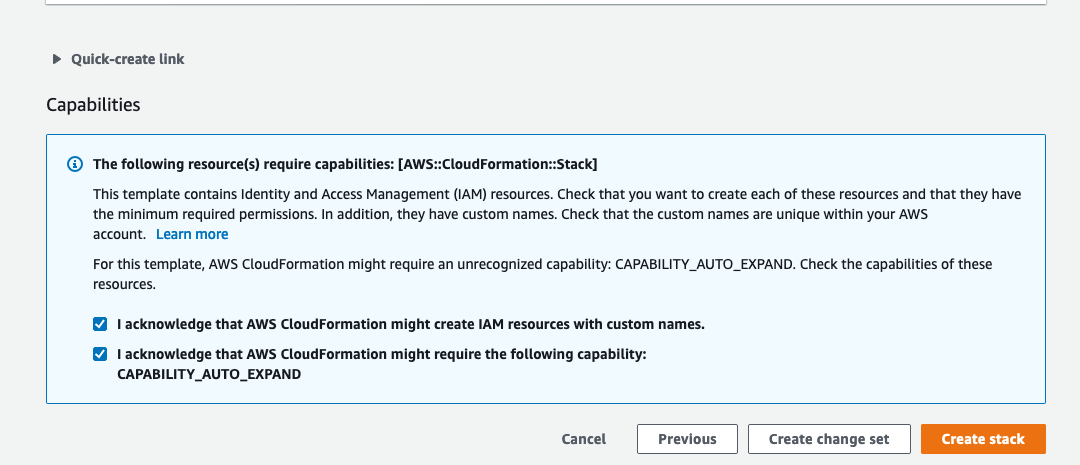 Quick-create link
Capabilities
The following resource(s) require capabilities: [AWS::CloudFormation::Stack]
This template contains Identity and Access Management (IAM) resources. Check that you want to create each of these resources and that they have
the minimum required permissions. In addition, they have custom names. Check that the custom names are unique within your AWS
account. Learn more
For this template, AWS CloudFormation might require an unrecognized capability: CAPABILITY_AUTO_EXPAND. Check the capabilities of these
resources.
I acknowledge that AWS CloudFormation might create IAM resources with custom names.
I acknowledge that AWS CloudFormation might require the following capability:
CAPABILITY_AUTO_EXPAND
Cancel Previous Create change set Create stack